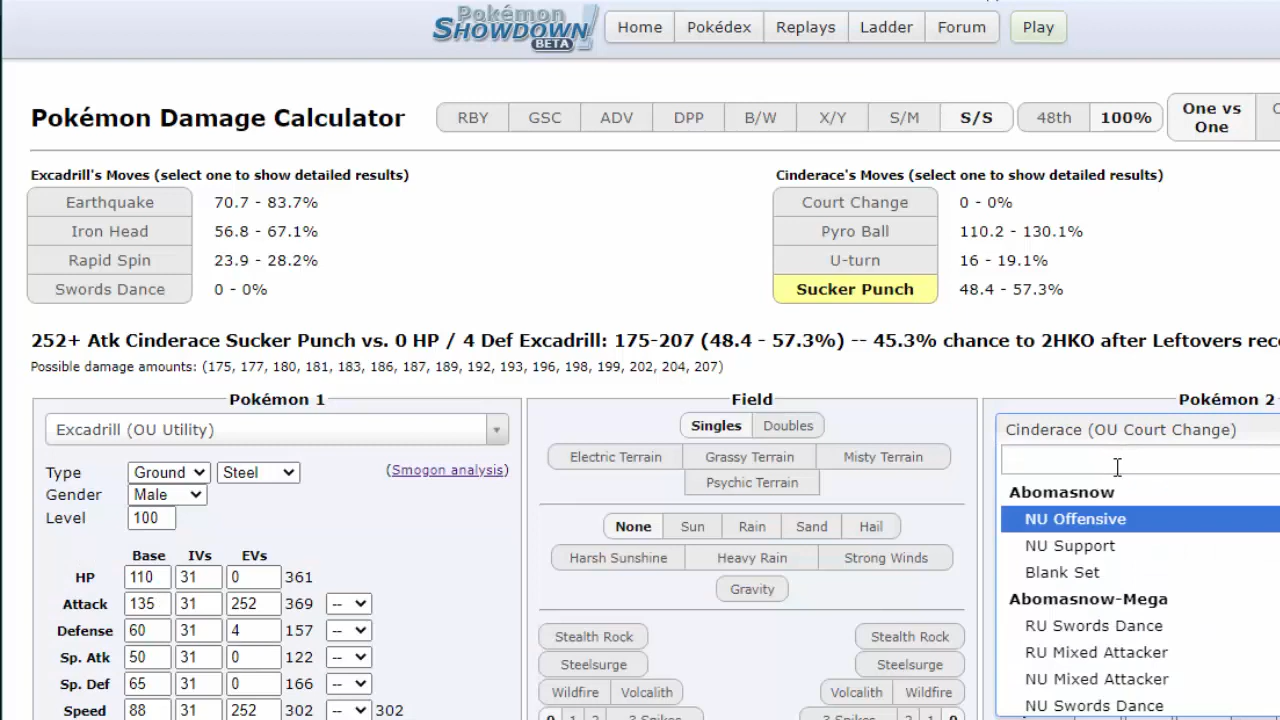 Pokémon
SHOWDOWN!
BETA
Home Pokédex Replays Ladder Forum Play
Pokémon Damage Calculator
RBY GSC ADV DPP B/W X/Y S/M S/S 48th 100% One vs One
Excadrill's Moves (select one to show detailed results)
Earthquake 70.7 - 83.7%
Iron Head 56.8 - 67.1%
Rapid Spin 23.9 - 28.2%
Swords Dance 0 - 0%
Cinderace's Moves (select one to show detailed results)
Court Change 0 - 0%
Pyro Ball 110.2 - 130.1%
U-turn 16 - 19.1%
Sucker Punch 48.4 - 57.3%
252+ Atk Cinderace Sucker Punch vs. 0 HP / 4 Def Excadrill: 175-207 (48.4 - 57.3%) -- 45.3% chance to 2HKO after Leftovers reco
Possible damage amounts: (175, 177, 180, 181, 183, 186, 187, 189, 192, 193, 196, 198, 199, 202, 204, 207)
Pokémon 1
Excadrill (OU Utility)
Type Ground Steel (Smogon analysis)
Gender Male
Level 100
Base IVs EVs
HP 110 31 0 361
Attack 135 31 252 369 --
Defense 60 31 4 157 --
Sp. Atk 50 31 0 122 --
Sp. Def 65 31 0 166 --
Speed 88 31 252 302 -- 302
Field
Singles Doubles
Electric Terrain Grassy Terrain Misty Terrain
Psychic Terrain
None Sun Rain Sand Hail
Harsh Sunshine Heavy Rain Strong Winds
Gravity
Stealth Rock Stealth Rock
Steelsurge Steelsurge
Wildfire Volcalith Volcalith Wildfire
0 1 2 3 Spikes 3 Spikes 2 1 0
Pokémon 2
Cinderace (OU Court Change)
Abomasnow
NU Offensive
NU Support
Blank Set
Abomasnow-Mega
RU Swords Dance
RU Mixed Attacker
NU Mixed Attacker
NU Swords Dance